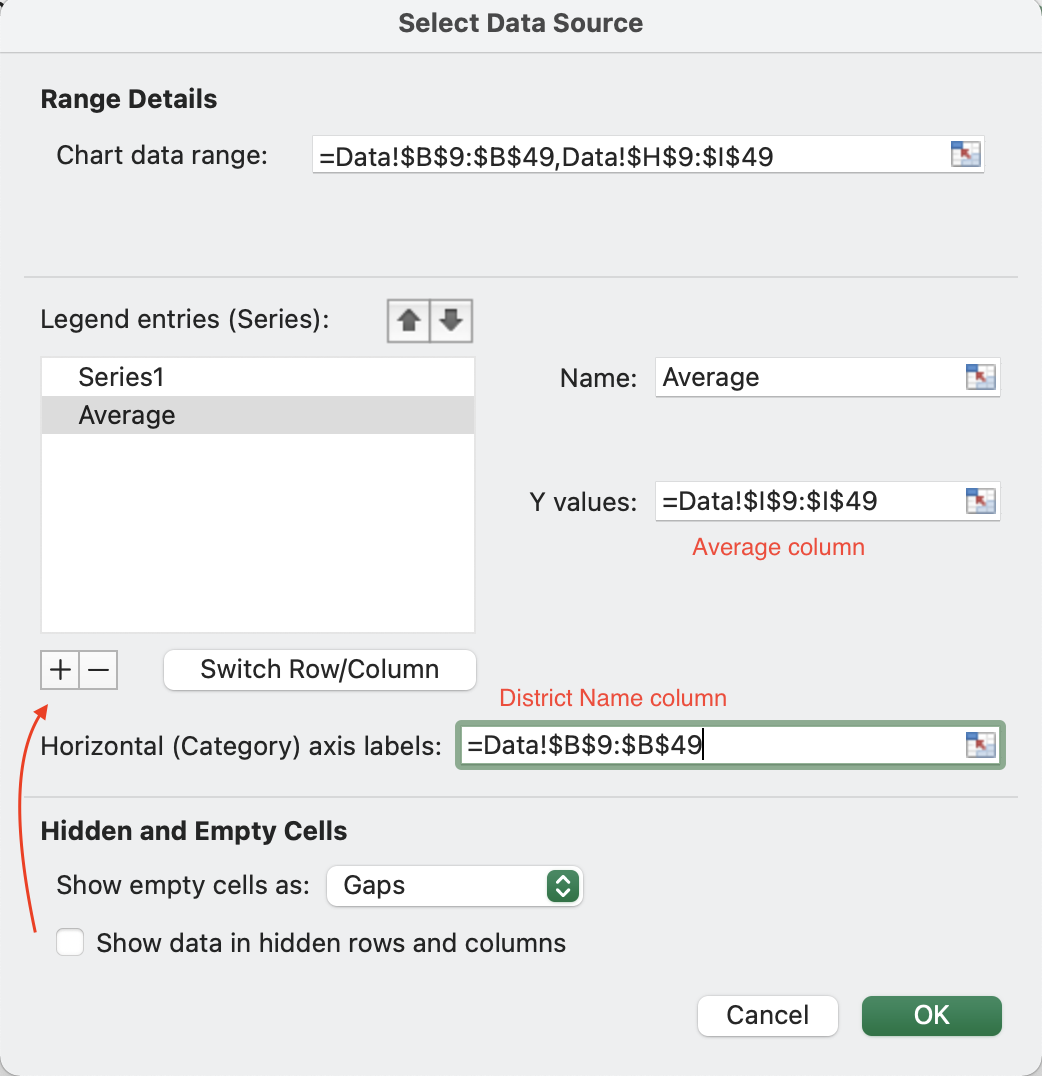 Select Data Source
Range Details
Chart data range: =Data!$B$9:$B$49,Data!$H$9:$I$49
Legend entries (Series):
Series1
Average
Name: Average
Y values: =Data!$I$9:$I$49
Average column
+ −
Switch Row/Column
District Name column
Horizontal (Category) axis labels: =Data!$B$9:$B$49
Hidden and Empty Cells
Show empty cells as: Gaps
Show data in hidden rows and columns
Cancel OK